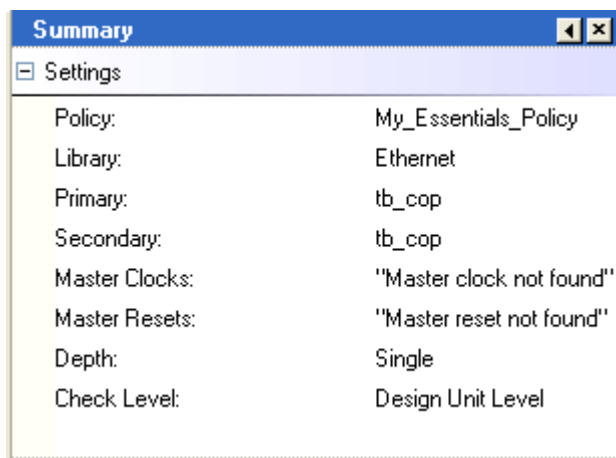 Summary
Settings
Policy: My_Essentials_Policy
Library: Ethernet
Primary: tb_cop
Secondary: tb_cop
Master Clocks: "Master clock not found"
Master Resets: "Master reset not found"
Depth: Single
Check Level: Design Unit Level